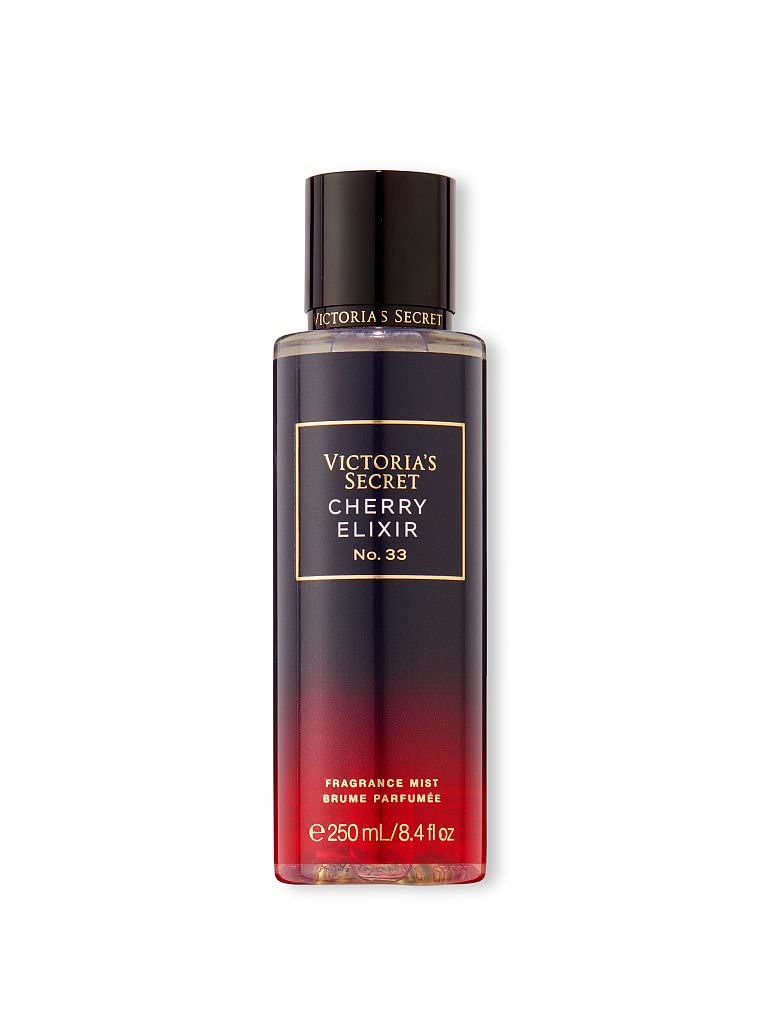 VICTORIA'S SECRET
VICTORIA'S
SECRET
CHERRY
ELIXIR
No. 33
FRAGRANCE MIST
BRUME PARFUMÉE
℮250 mL/8.4 fl oz